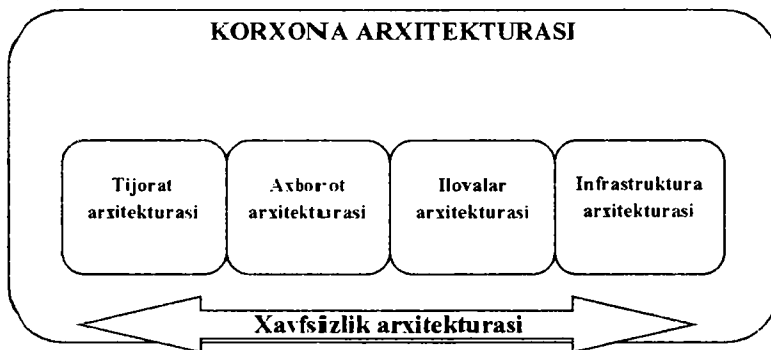 KORXONA ARXITEKTURASI
Tijorat
arxitekturasi
Axborot
arxitekturasi
Ilovalar
arxitekturasi
Infrastruktura
arxitekturasi
Xavfsizlik arxitekturasi